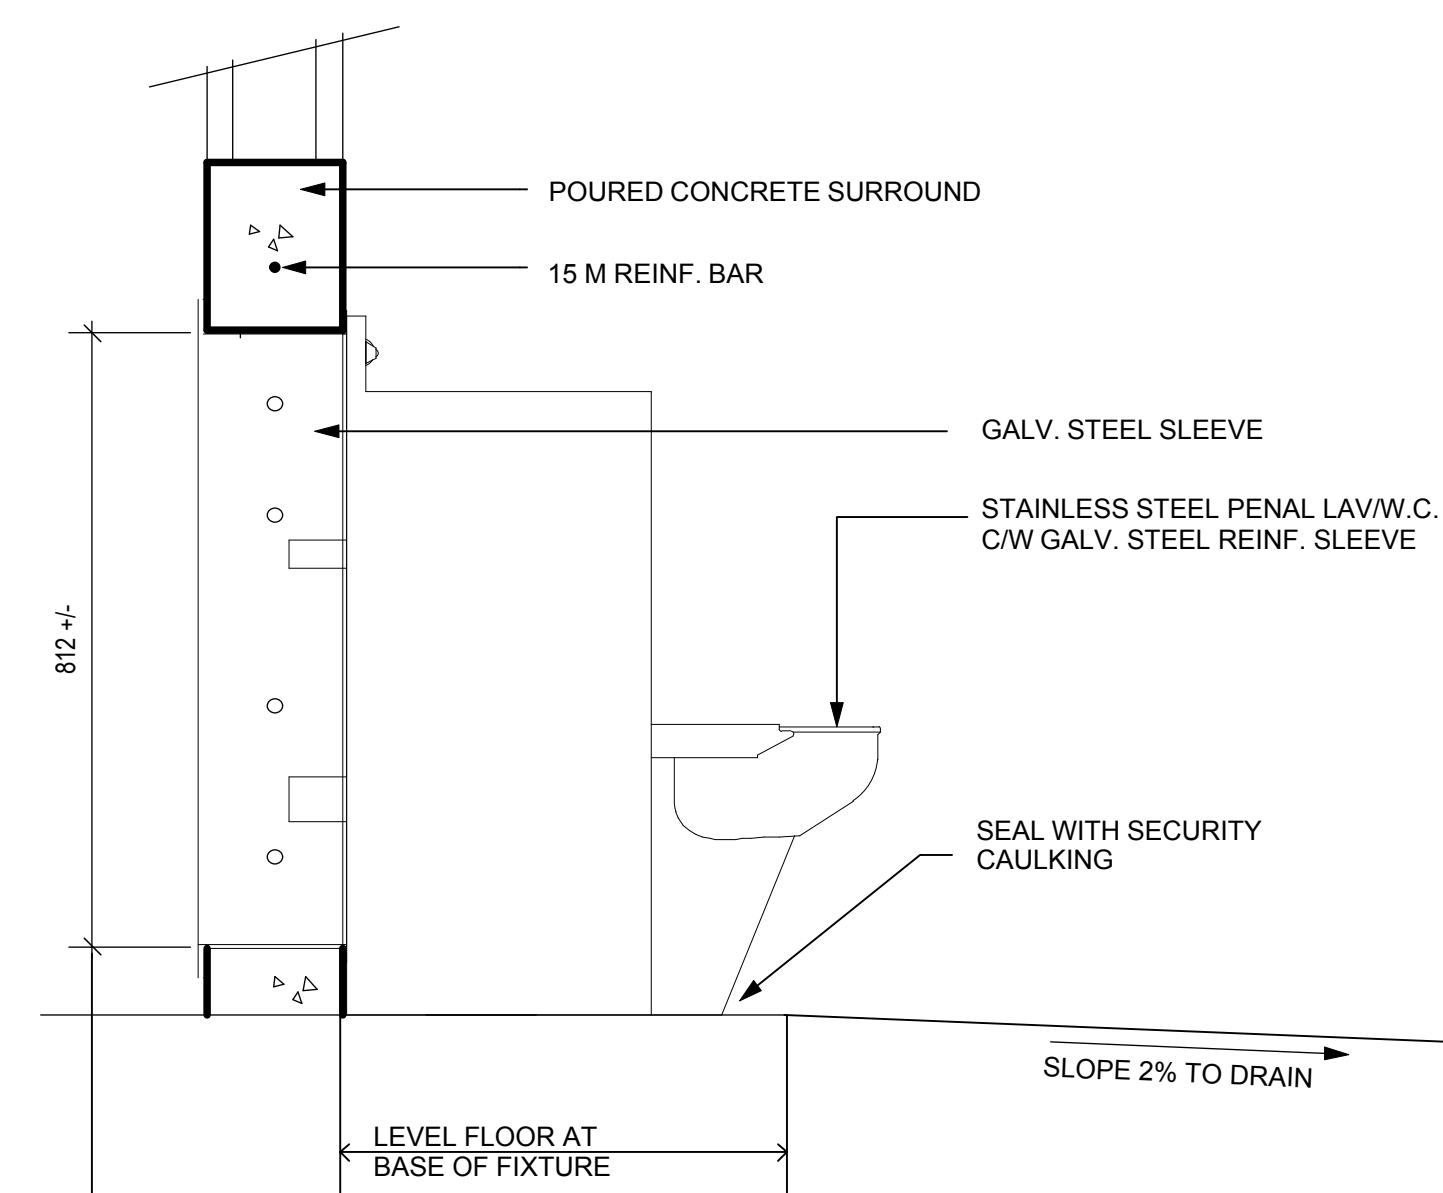 POURED CONCRETE SURROUND
15 M REINF. BAR
GALV. STEEL SLEEVE
STAINLESS STEEL PENAL LAV/W.C.
C/W GALV. STEEL REINF. SLEEVE
812 +/-
SEAL WITH SECURITY
CAULKING
SLOPE 2% TO DRAIN
LEVEL FLOOR AT
BASE OF FIXTURE